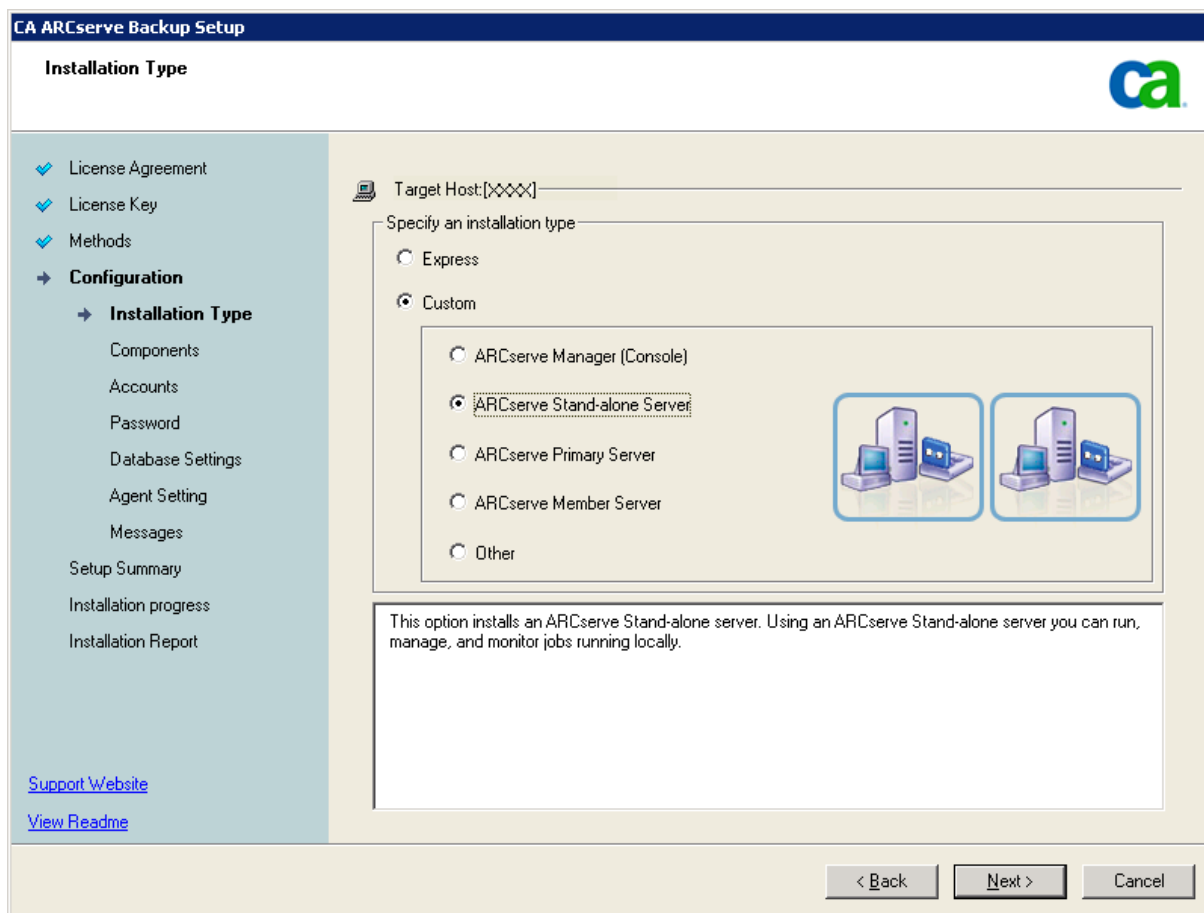 CA ARCserve Backup Setup
Installation Type
ca
License Agreement
License Key
Methods
Configuration
Installation Type
Components
Accounts
Password
Database Settings
Agent Setting
Messages
Setup Summary
Installation progress
Installation Report
Support Website
View Readme
Target Host:[XXXX]
Specify an installation type
Express
Custom
ARCserve Manager (Console)
ARCserve Stand-alone Server
ARCserve Primary Server
ARCserve Member Server
Other
This option installs an ARCserve Stand-alone server. Using an ARCserve Stand-alone server you can run,
manage, and monitor jobs running locally.
< Back
Next >
Cancel